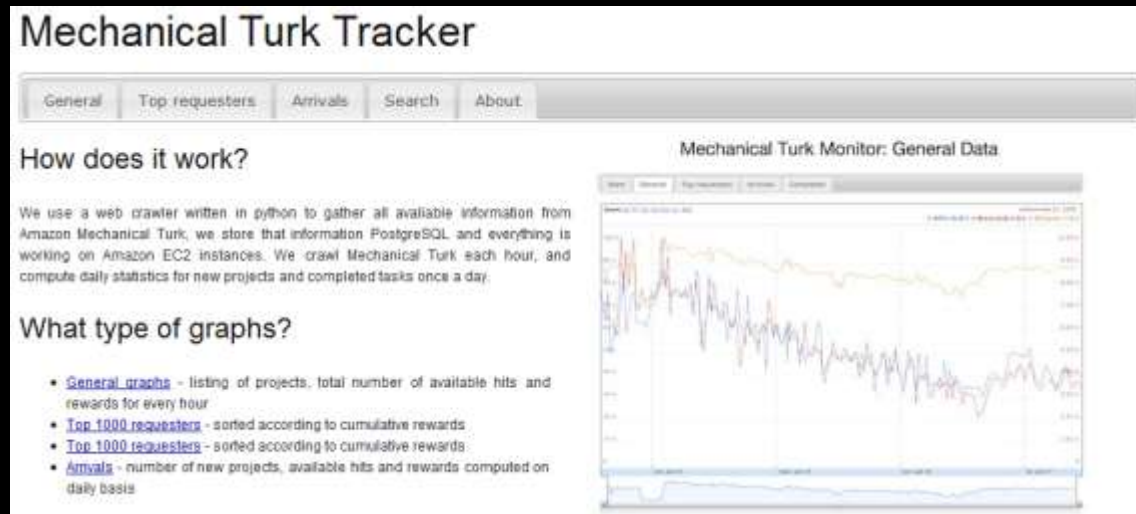 Mechanical Turk Tracker
General Top requesters Arrivals Search About
How does it work?
We use a web crawler written in python to gather all available information from
Amazon Mechanical Turk, we store that information PostgreSQL and everything is
working on Amazon EC2 instances. We crawl Mechanical Turk each hour, and
compute daily statistics for new projects and completed tasks once a day.
What type of graphs?
• General graphs - listing of projects, total number of available hits and
rewards for every hour
• Top 1000 requesters - sorted according to cumulative rewards
• Top 1000 requesters - sorted according to cumulative rewards
• Arrivals - number of new projects, available hits and rewards computed on
daily basis
Mechanical Turk Monitor: General Data
General Top requesters Arrivals